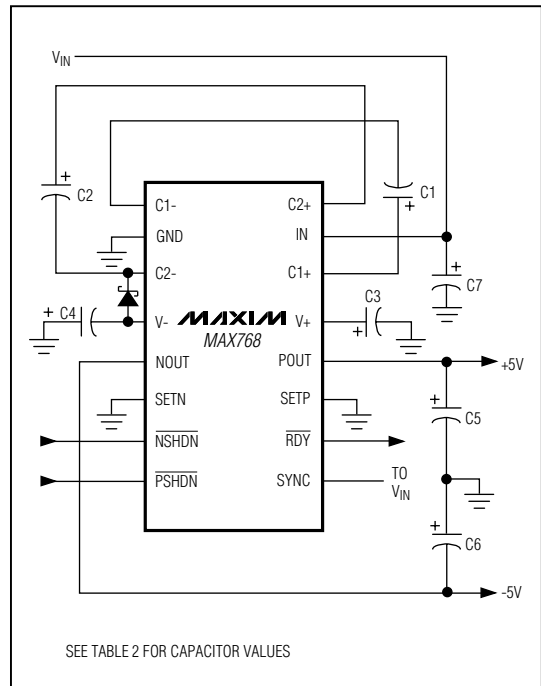 VIN
C2
C1
C1-
C2+
GND
IN
C2-
C1+
C7
C4
C3
V-
MAXIM
V+
MAX768
NOUT
POUT
+5V
SETN
SETP
C5
NSHDN
RDY
PSHDN
SYNC
TO
VIN
C6
-5V
SEE TABLE 2 FOR CAPACITOR VALUES